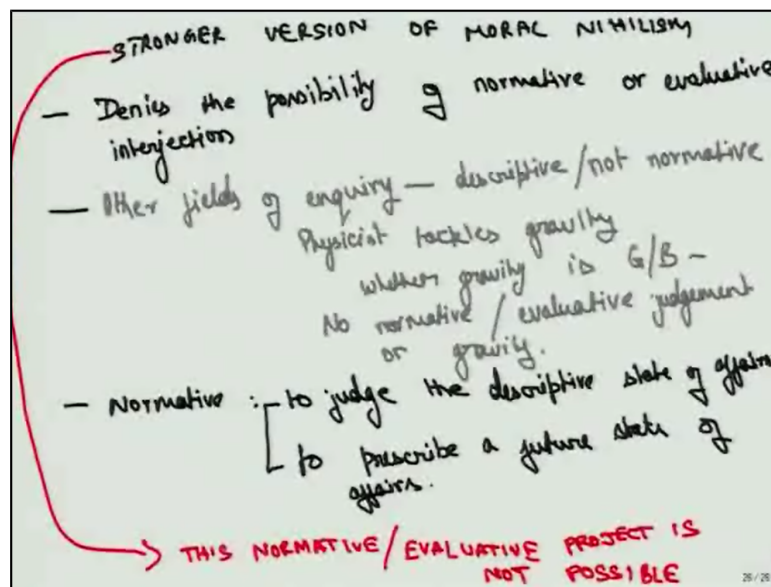 STRONGER VERSION OF MORAL NIHILISM
— Denies the possibility of normative or evaluative
interjection
— Other fields of enquiry — descriptive/not normative
Physicist tackles gravity
whether gravity is G/B –
No normative / evaluative judgement
or gravity.
— Normative :- to judge the descriptive state of affairs
to prescribe a future state of
affairs.
THIS NORMATIVE/EVALUATIVE PROJECT IS
NOT POSSIBLE